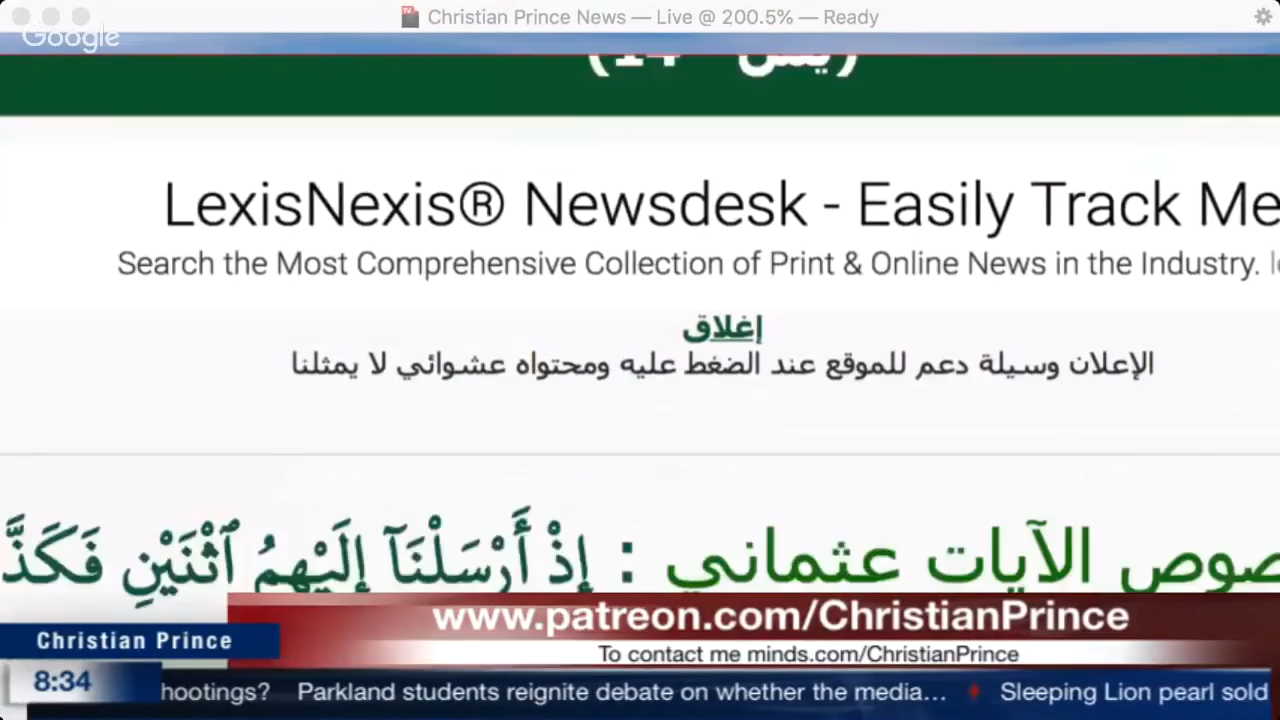 Christian Prince News — Live @ 200.5% — Ready
Google
(يس - 14)
LexisNexis® Newsdesk - Easily Track Me
Search the Most Comprehensive Collection of Print & Online News in the Industry.
إغلاق
الإعلان وسيلة دعم للموقع عند الضغط عليه ومحتواه عشوائي لا يمثلنا
صوص الآيات عثماني : إِذْ أَرْسَلْنَآ إِلَيْهِمُ ٱثْنَيْنِ فَكَذَّ
www.patreon.com/ChristianPrince
Christian Prince
To contact me minds.com/ChristianPrince
8:34
hootings? Parkland students reignite debate on whether the media... ♦ Sleeping Lion pearl sold